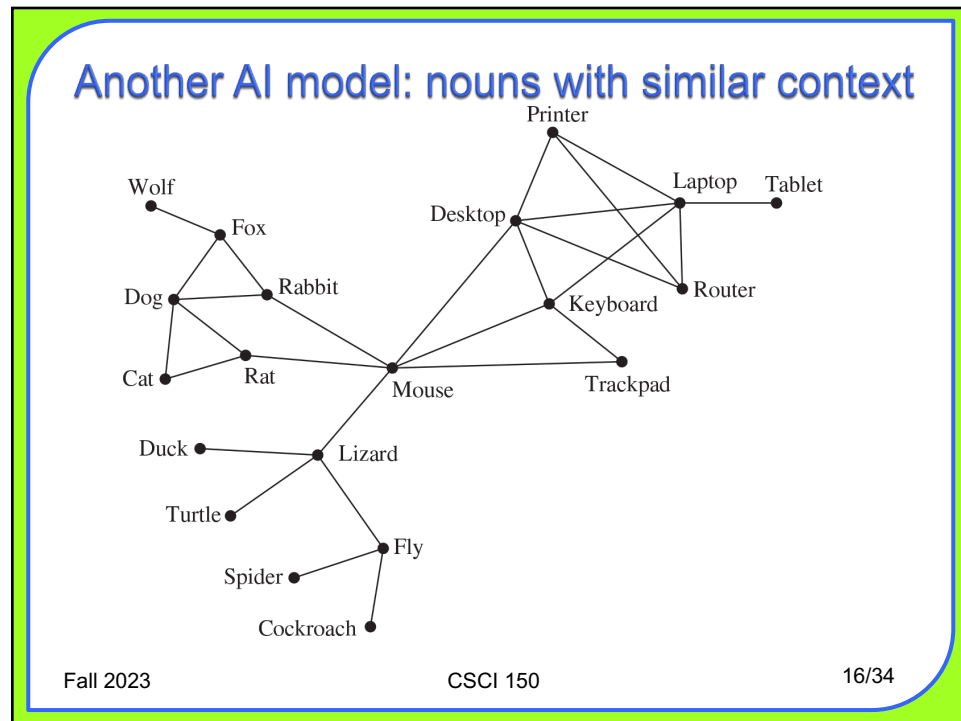 Another AI model: nouns with similar context
Printer
Wolf
Laptop
Tablet
Desktop
Fox
Dog
Rabbit
Router
Keyboard
Cat
Rat
Mouse
Trackpad
Duck
Lizard
Turtle
Fly
Spider
Cockroach
Fall 2023
CSCI 150
16/34